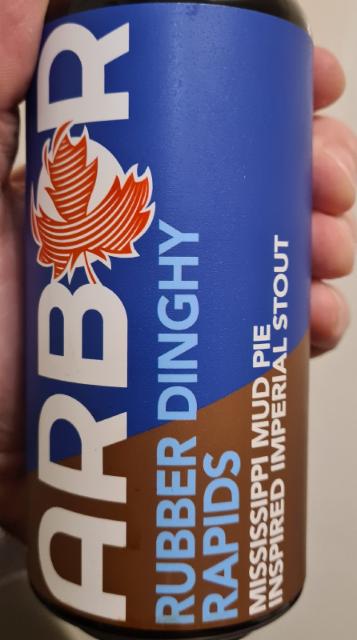 ARBOR
RUBBER DINGHY
RAPIDS
MISSISSIPPI MUD PIE
INSPIRED IMPERIAL STOUT